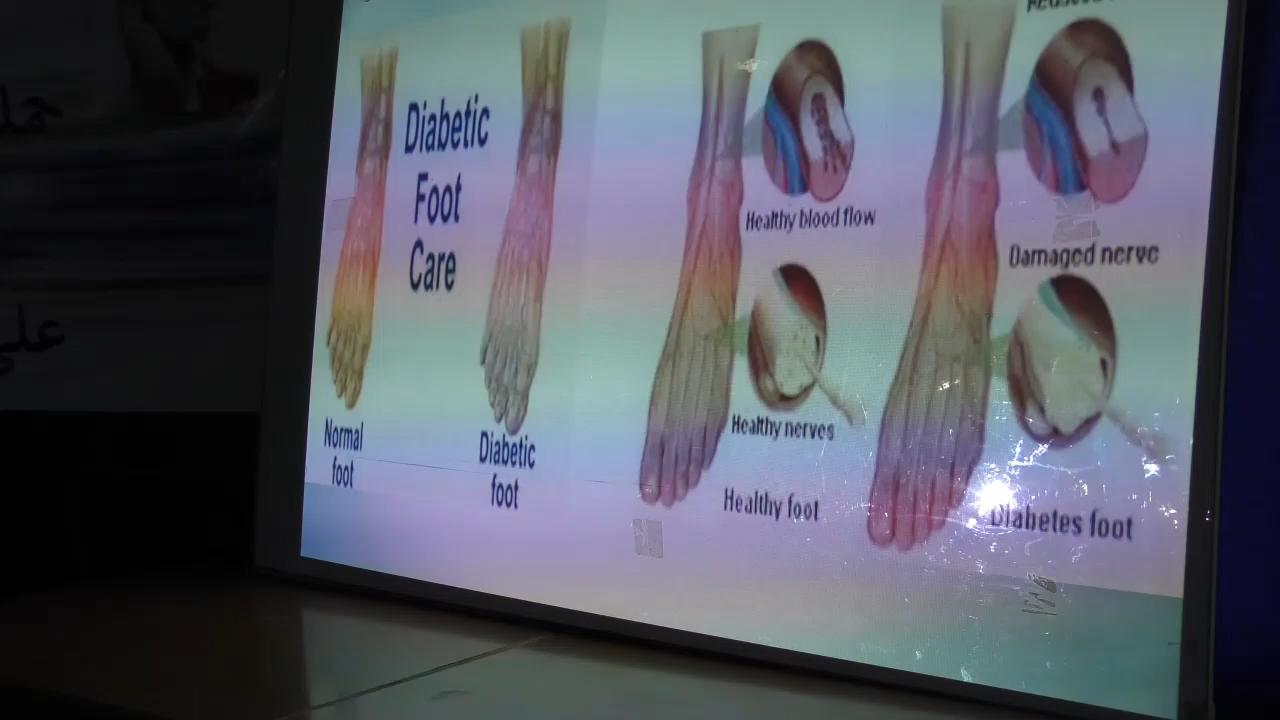 Diabetic
Foot
Care
Normal
foot
Diabetic
foot
Healthy blood flow
Healthy nerves
Healthy foot
Damaged nerve
Diabetes foot